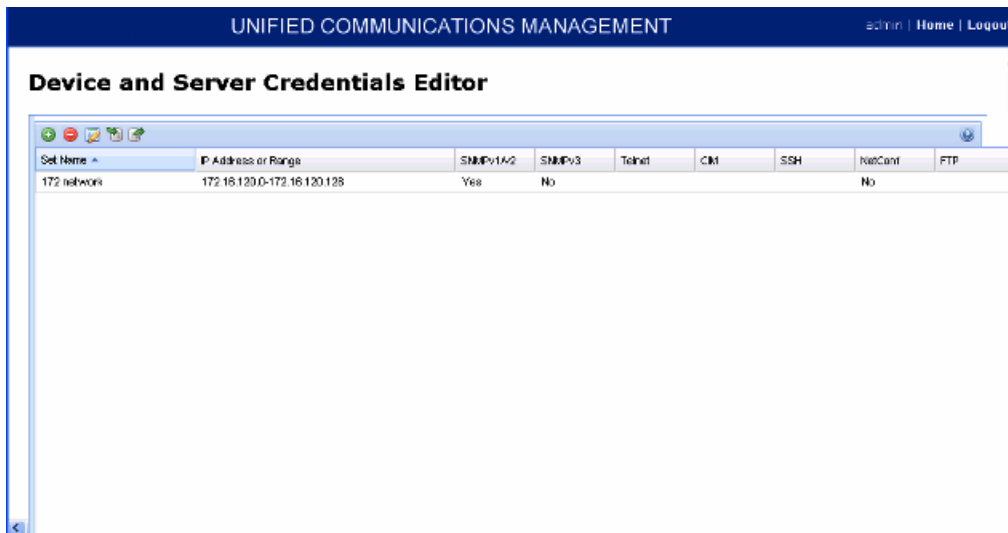 UNIFIED COMMUNICATIONS MANAGEMENT
admin | Home | Logout
Device and Server Credentials Editor
Set Name IP Address or Range SNMPv1/v2 SNMPv3 Telnet CIM SSH NetConf FTP
172 network 172.16.120.0-172.16.120.128 Yes No No